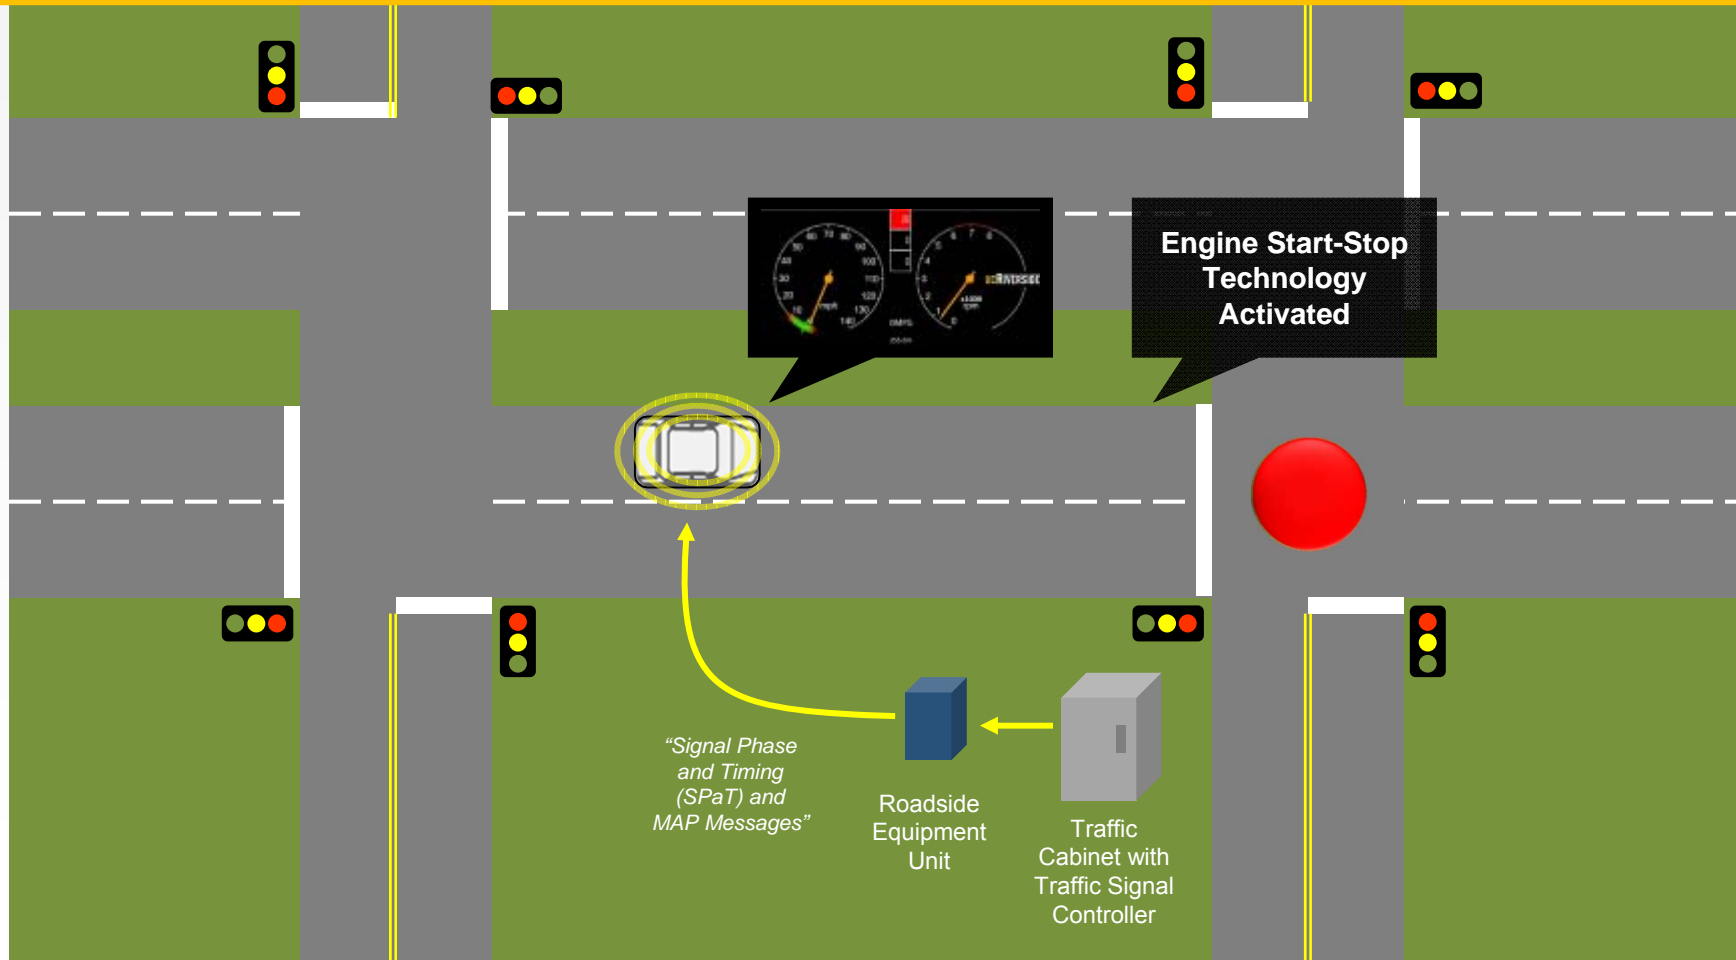 Engine Start-Stop
Technology
Activated
“Signal Phase
and Timing
(SPaT) and
MAP Messages”
Roadside
Equipment
Unit
Traffic
Cabinet with
Traffic Signal
Controller